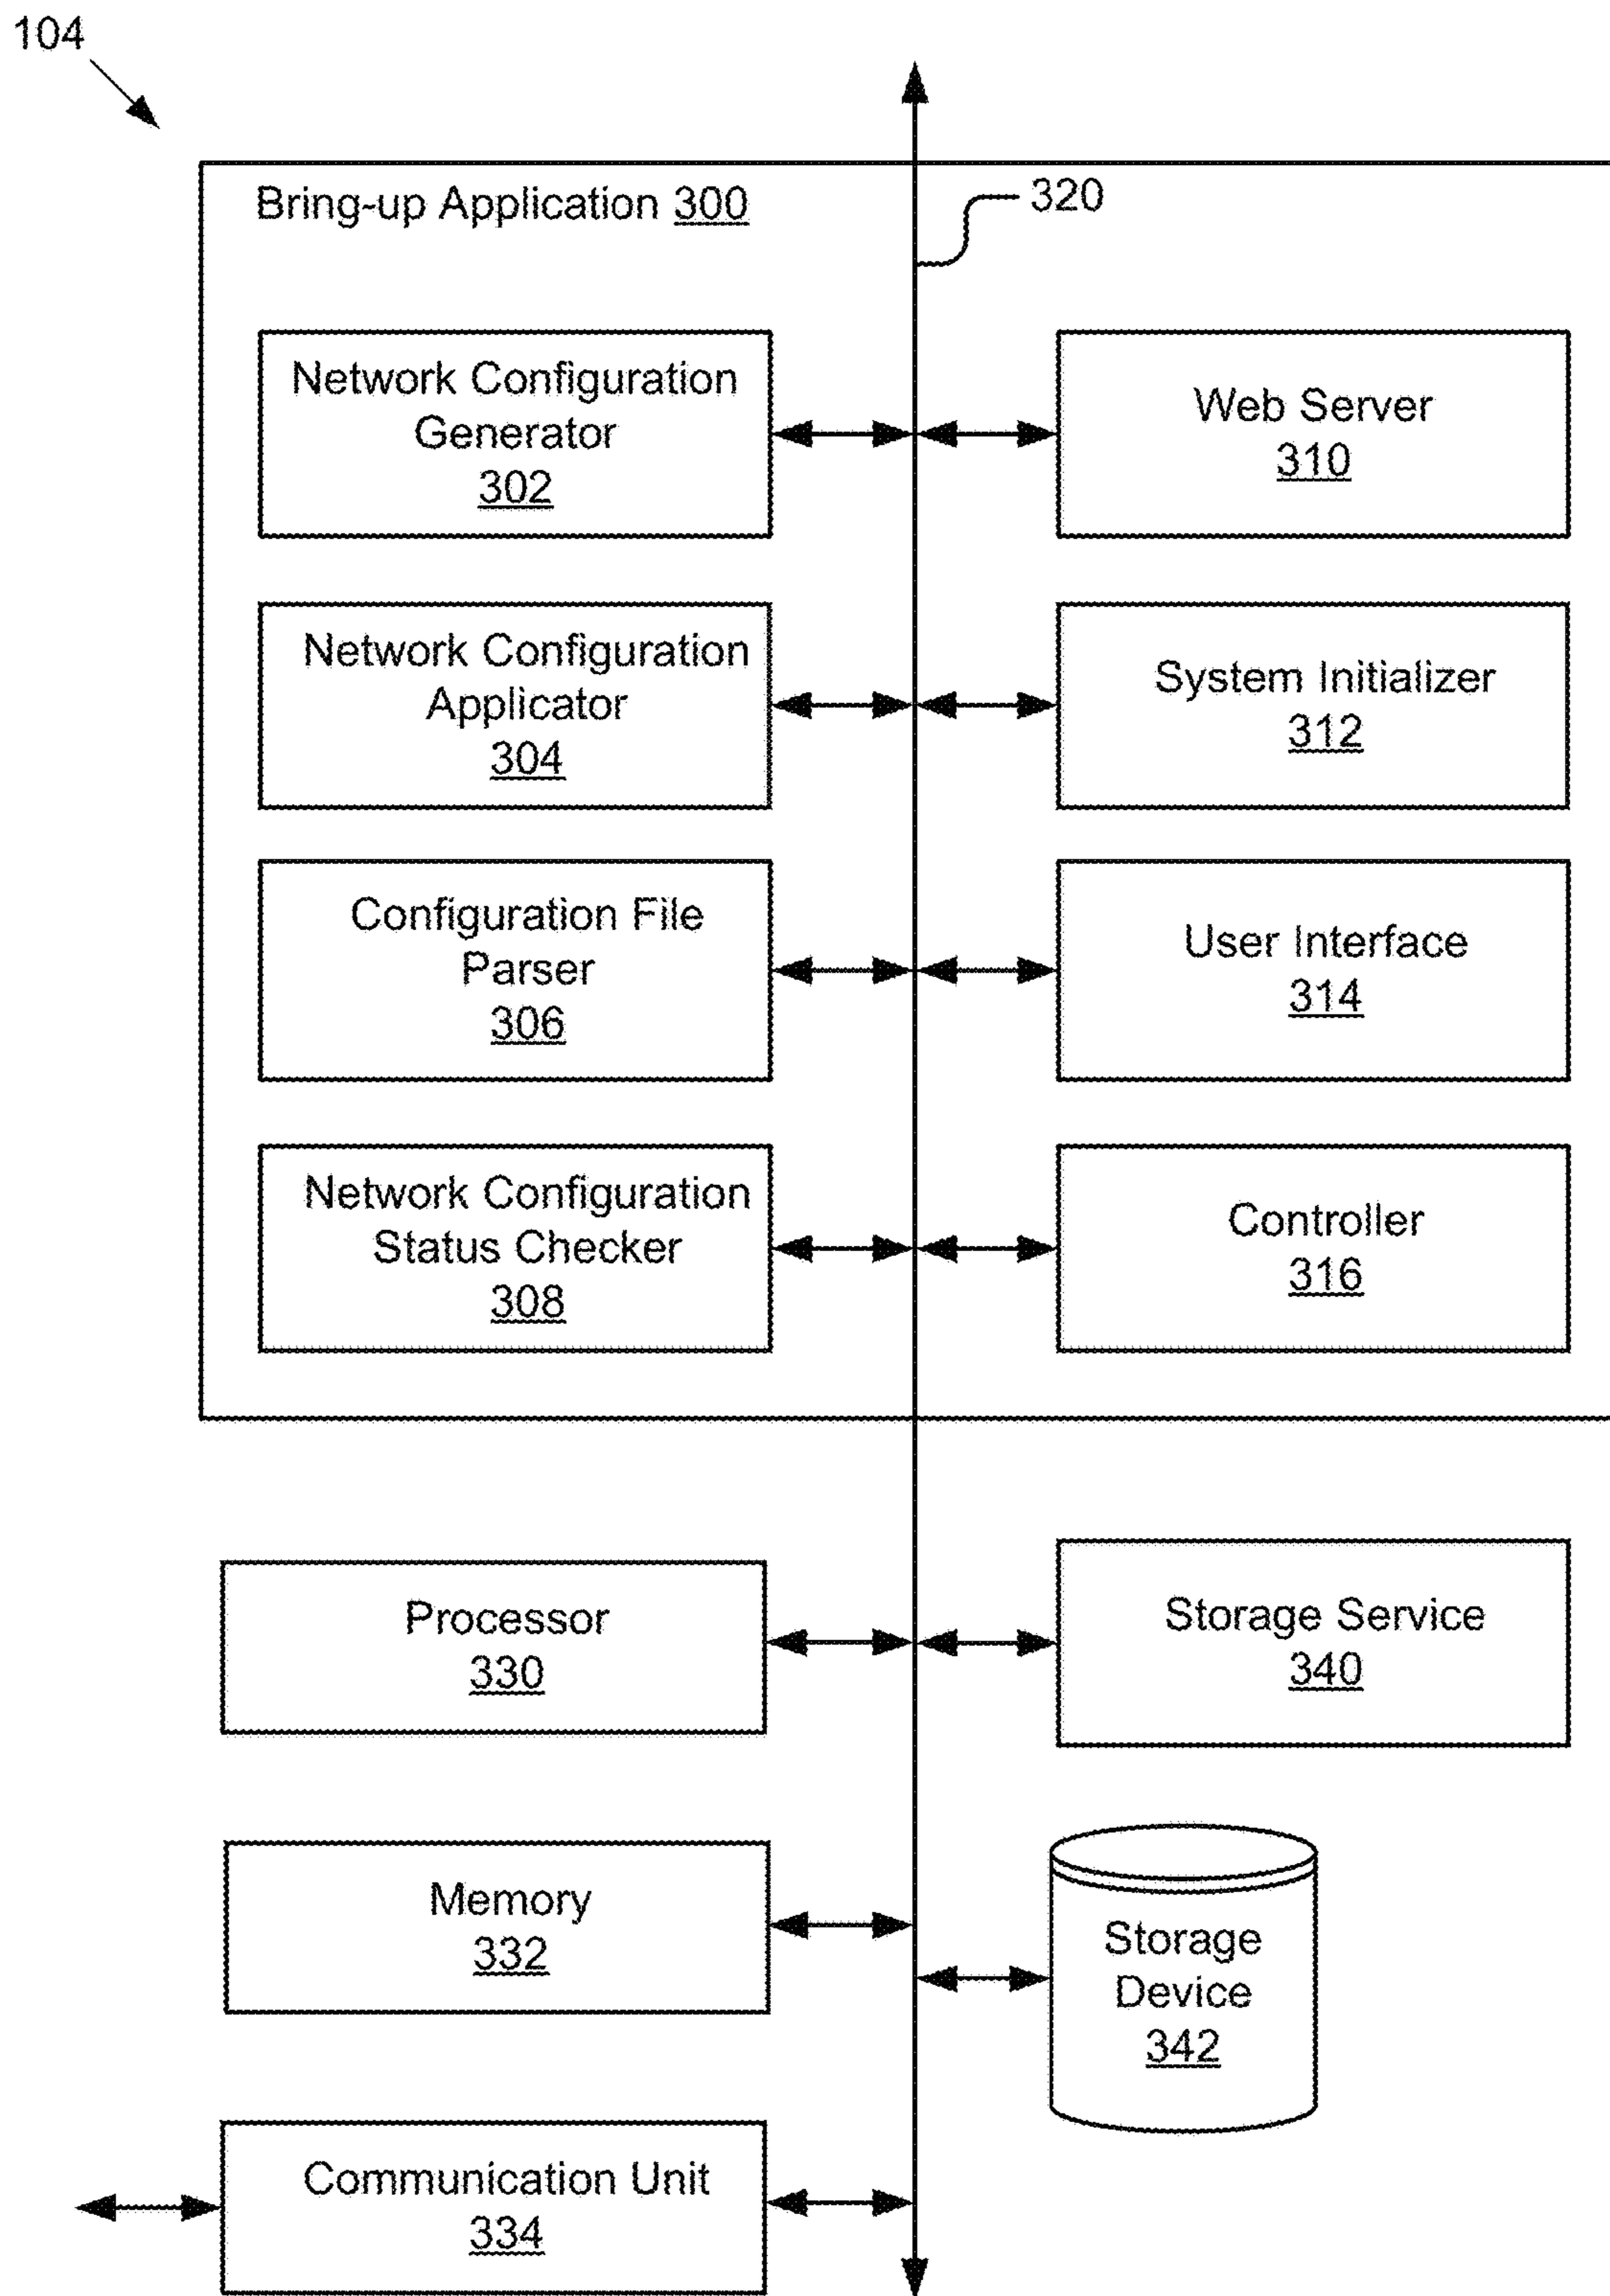 104
Bring-up Application 300
320
Network Configuration
Generator
302
Web Server
310
Network Configuration
Applicator
304
System Initializer
312
Configuration File
Parser
306
User Interface
314
Network Configuration
Status Checker
308
Controller
316
Processor
330
Storage Service
340
Memory
332
Storage
Device
342
Communication Unit
334